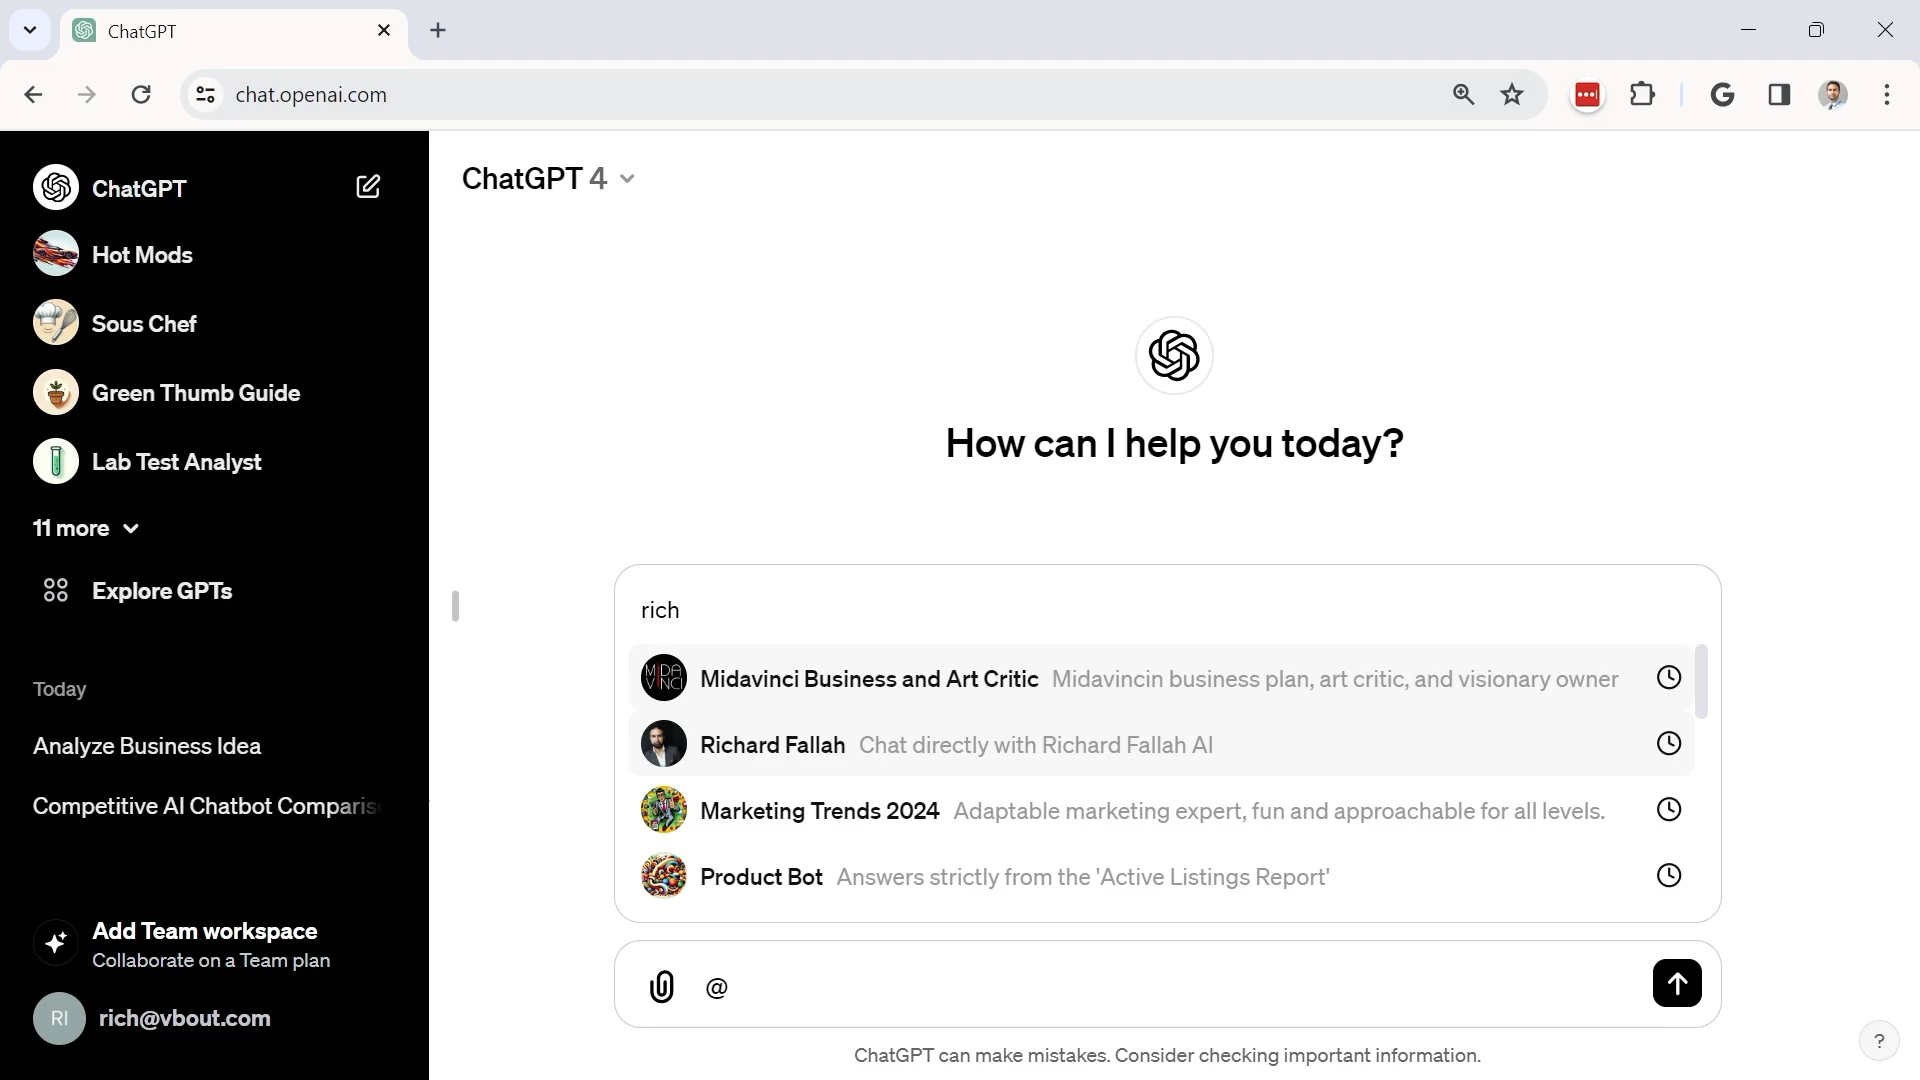 ChatGPT
chat.openai.com
ChatGPT
Hot Mods
Sous Chef
Green Thumb Guide
Lab Test Analyst
11 more
Explore GPTs
Today
Analyze Business Idea
Competitive AI Chatbot Comparis
Add Team workspace
Collaborate on a Team plan
RI
rich@vbout.com
ChatGPT 4
How can I help you today?
rich
MIDA
VINCI
Midavinci Business and Art Critic Midavincin business plan, art critic, and visionary owner
Richard Fallah Chat directly with Richard Fallah AI
Marketing Trends 2024 Adaptable marketing expert, fun and approachable for all levels.
Product Bot Answers strictly from the 'Active Listings Report'
@
ChatGPT can make mistakes. Consider checking important information.
?